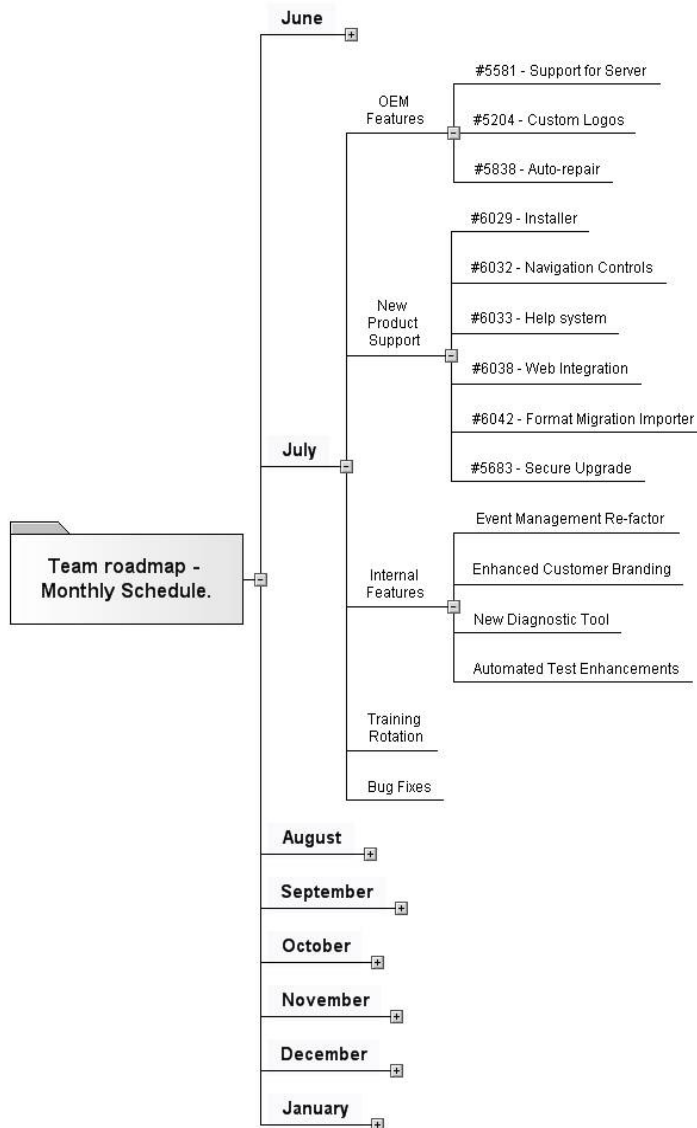 June
#5581 - Support for Server
OEM
Features
#5204 - Custom Logos
#5838 - Auto-repair
#6029 - Installer
#6032 - Navigation Controls
New
Product
Support
#6033 - Help system
#6038 - Web Integration
#6042 - Format Migration Importer
#5683 - Secure Upgrade
July
Team roadmap -
Monthly Schedule.
Event Management Re-factor
Enhanced Customer Branding
Internal
Features
New Diagnostic Tool
Automated Test Enhancements
Training
Rotation
Bug Fixes
August
September
October
November
December
January